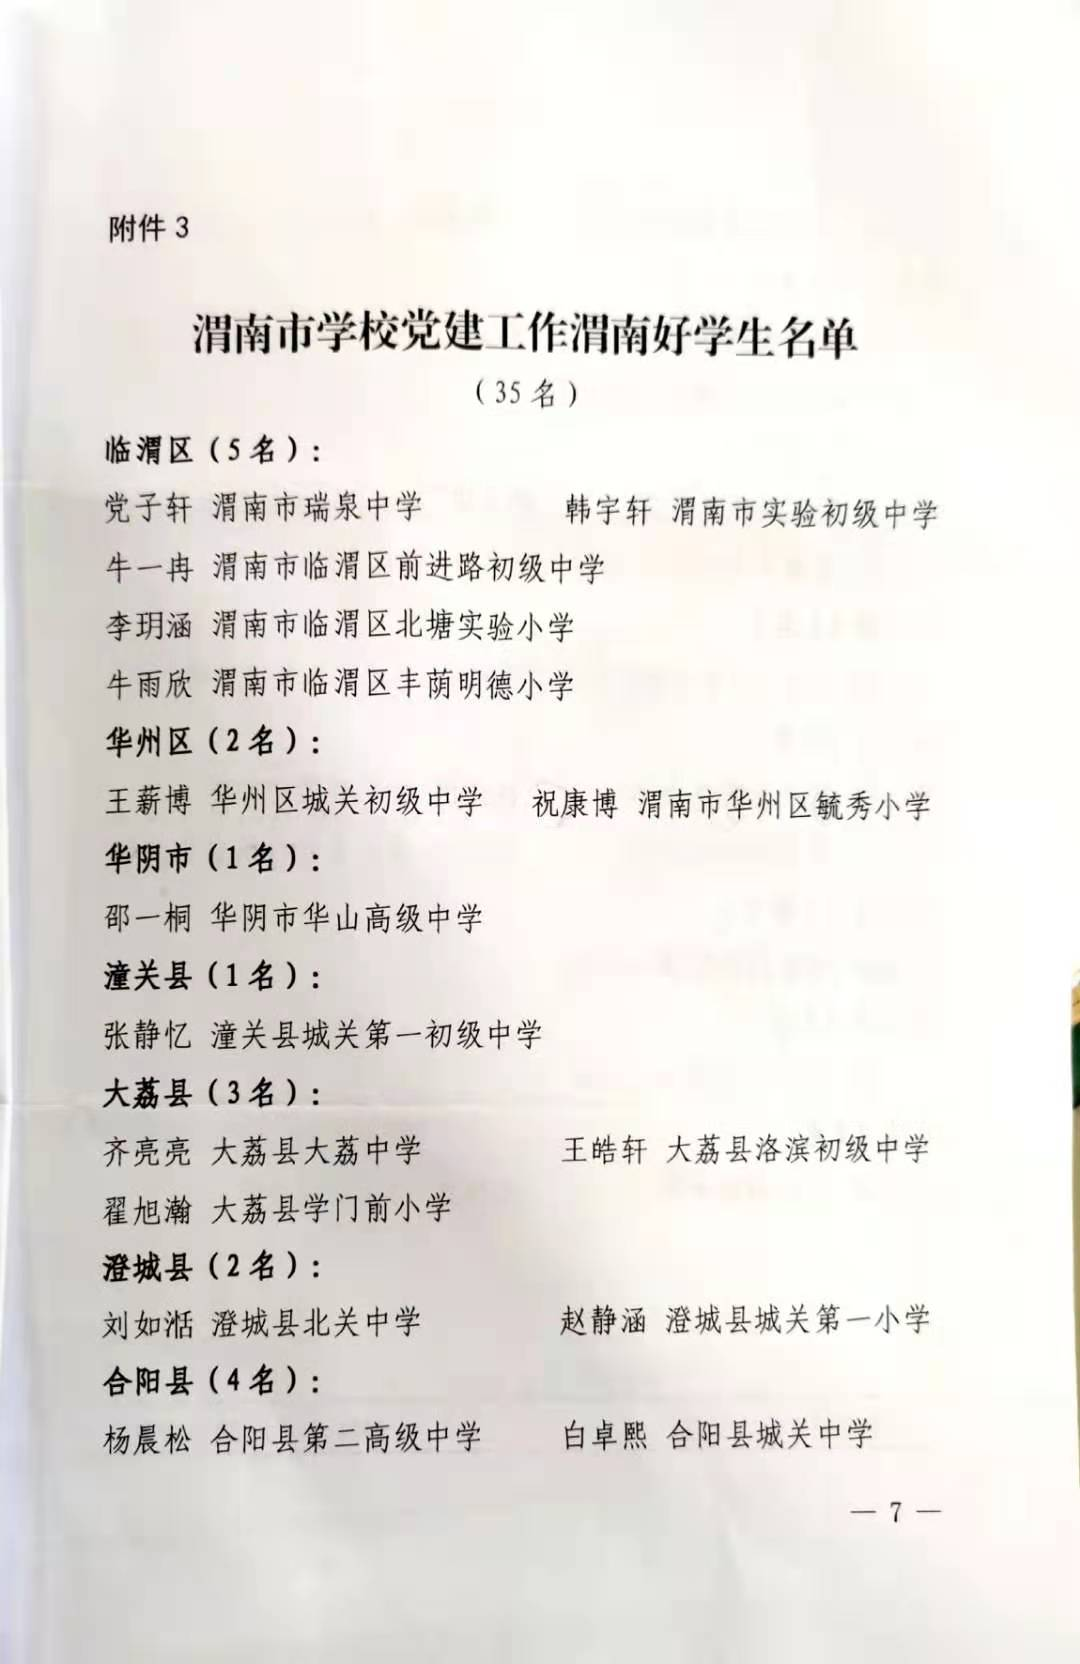 附件 3
渭南市学校党建工作渭南好学生名单
（35 名）
临渭区（5 名）：
党子轩 渭南市瑞泉中学 韩宇轩 渭南市实验初级中学
牛一冉 渭南市临渭区前进路初级中学
李玥涵 渭南市临渭区北塘实验小学
牛雨欣 渭南市临渭区丰荫明德小学
华州区（2 名）：
王薪博 华州区城关初级中学 祝康博 渭南市华州区毓秀小学
华阴市（1 名）：
邵一桐 华阴市华山高级中学
潼关县（1 名）：
张静忆 潼关县城关第一初级中学
大荔县（3 名）：
齐亮亮 大荔县大荔中学 王皓轩 大荔县洛滨初级中学
翟旭瀚 大荔县学门前小学
澄城县（2 名）：
刘如湉 澄城县北关中学 赵静涵 澄城县城关第一小学
合阳县（4 名）：
杨晨松 合阳县第二高级中学 白卓熙 合阳县城关中学
— 7 —